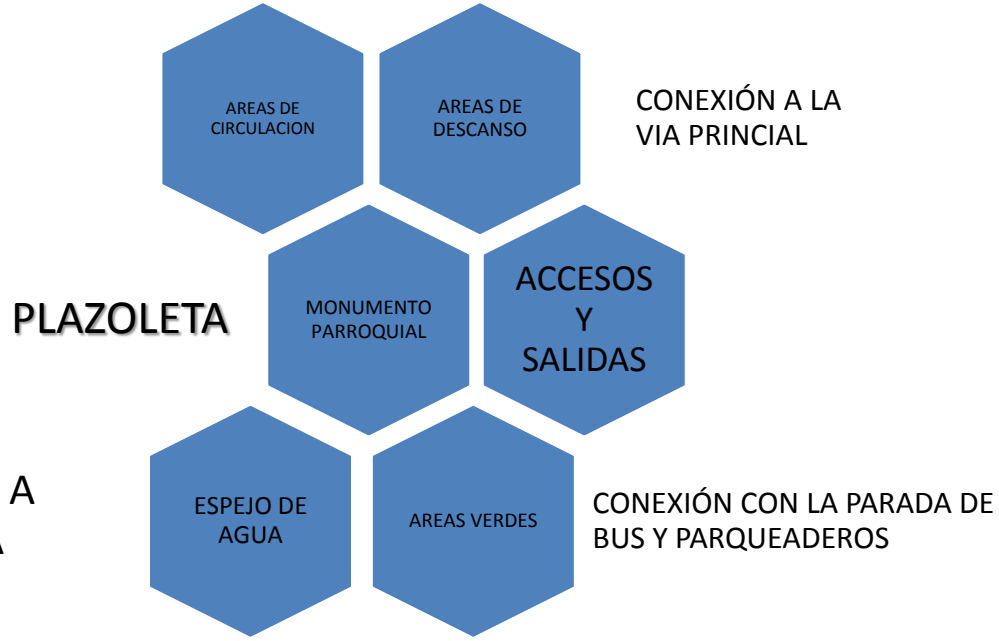 AREAS DE
CIRCULACION
AREAS DE
DESCANSO
CONEXIÓN A LA
VIA PRINCIAL
PLAZOLETA
MONUMENTO
PARROQUIAL
ACCESOS
Y
SALIDAS
A
ESPEJO DE
AGUA
AREAS VERDES
CONEXIÓN CON LA PARADA DE
BUS Y PARQUEADEROS